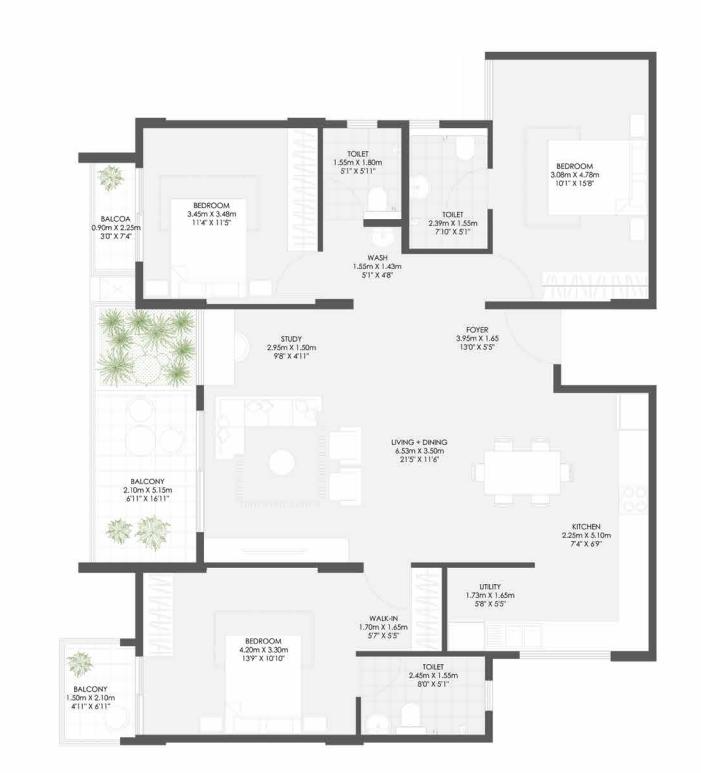 TOILET
1.55m X 1.80m
5'1" X 5'11"
BEDROOM
3.08m X 4.78m
10'1" X 15'8"
BEDROOM
3.45m X 3.48m
11'4" X 11'5"
TOILET
2.39m X 1.55m
7'10" X 5'1"
BALCOA
0.90m X 2.25m
3'0" X 7'4"
WASH
1.55m X 1.43m
5'1" X 4'8"
STUDY
2.95m X 1.50m
9'8" X 4'11"
FOYER
3.95m X 1.65
13'0" X 5'5"
LIVING + DINING
6.53m X 3.50m
21'5" X 11'6"
BALCONY
2.10m X 5.15m
6'11" X 16'11"
KITCHEN
2.25m X 5.10m
7'4" X 6'9"
UTILITY
1.73m X 1.65m
5'8" X 5'5"
WALK-IN
1.70m X 1.65m
5'7" X 5'5"
BEDROOM
4.20m X 3.30m
13'9" X 10'10"
TOILET
2.45m X 1.55m
8'0" X 5'1"
BALCONY
1.50m X 2.10m
4'11" X 6'11"